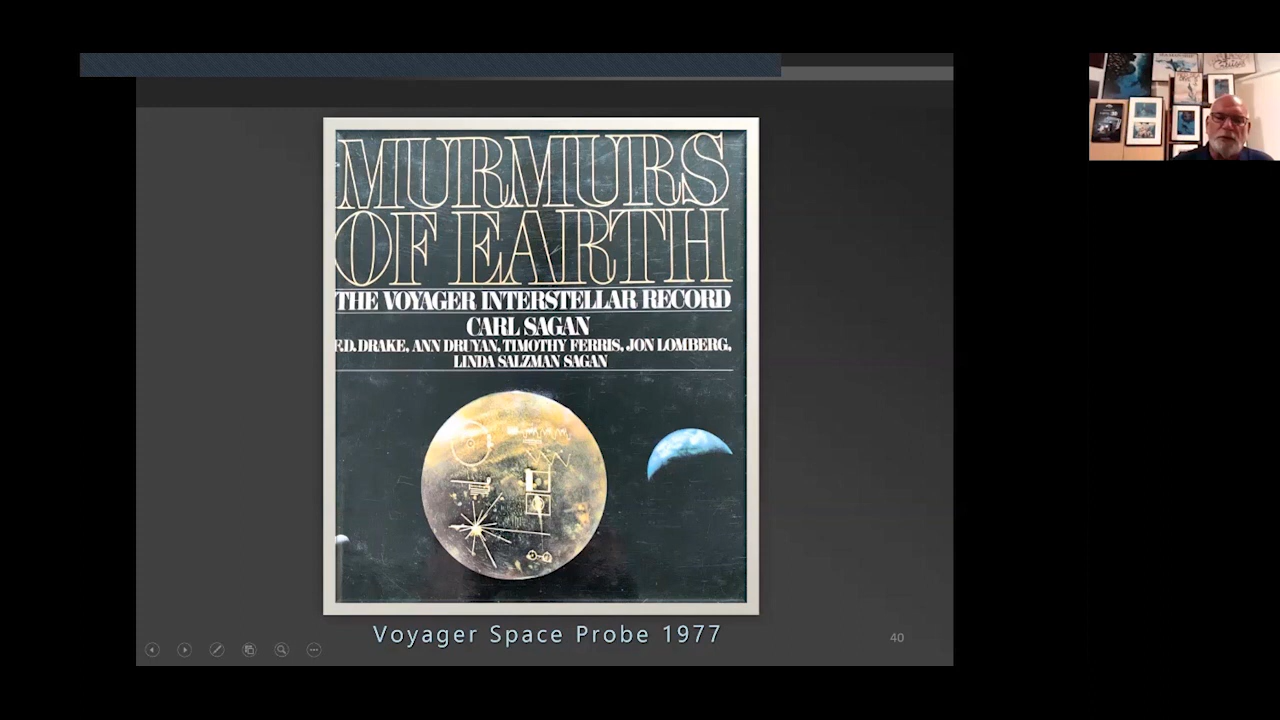 MURMURS
OF EARTH
THE VOYAGER INTERSTELLAR RECORD
CARL SAGAN
F.D. DRAKE, ANN DRUYAN, TIMOTHY FERRIS, JON LOMBERG,
LINDA SALZMAN SAGAN
Voyager Space Probe 1977
40